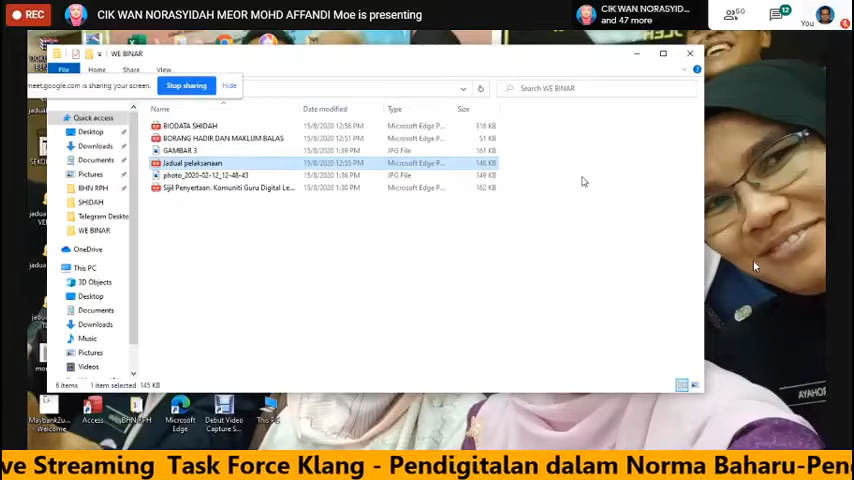 REC
CIK WAN NORASYIDAH MEOR MOHD AFFANDI Moe is presenting
CIK WAN NORASYID...
and 47 more
50
12
You
WE BINAR
File Home Share View
meet.google.com is sharing your screen. Stop sharing Hide
Search WE BINAR
Name Date modified Type Size
BIODATA SHIDAH 15/8/2020 12:56 PM Microsoft Edge P... 316 KB
BORANG HADIR DAN MAKLUM BALAS 15/8/2020 12:51 PM Microsoft Edge P... 51 KB
GAMBAR 3 15/8/2020 1:39 PM JPG File 161 KB
Jadual pelaksanaan 15/8/2020 12:55 PM Microsoft Edge P... 146 KB
photo_2020-02-12_12-48-43 15/8/2020 1:36 PM JPG File 149 KB
Sijil Penyertaan. Komuniti Guru Digital Le... 15/8/2020 1:30 PM Microsoft Edge P... 162 KB
Quick access
Desktop
Downloads
Documents
Pictures
BHN RPH
SHIDAH
Telegram Deskto
WE BINAR
OneDrive
This PC
3D Objects
Desktop
Documents
Downloads
Music
Pictures
Videos
6 items 1 item selected 145 KB
Maybank2u... - Welcome
Access
BHN RPH
Microsoft Edge
Debut Video Capture S...
This PC
AYAHO
ve Streaming Task Force Klang - Pendigitalan dalam Norma Baharu-Pen